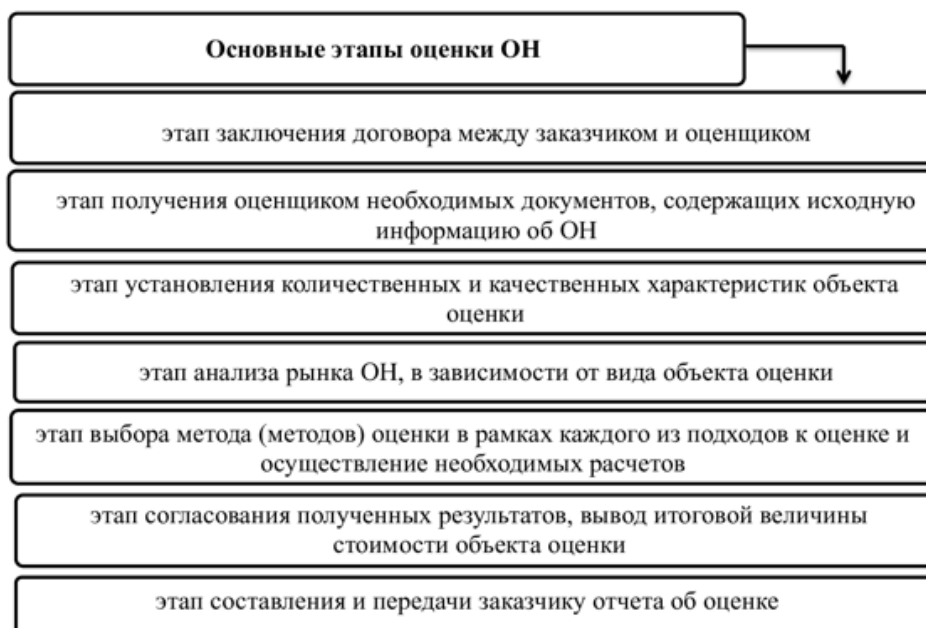 Основные этапы оценки ОН
этап заключения договора между заказчиком и оценщиком
этап получения оценщиком необходимых документов, содержащих исходную
информацию об ОН
этап установления количественных и качественных характеристик объекта
оценки
этап анализа рынка ОН, в зависимости от вида объекта оценки
этап выбора метода (методов) оценки в рамках каждого из подходов к оценке и
осуществление необходимых расчетов
этап согласования полученных результатов, вывод итоговой величины
стоимости объекта оценки
этап составления и передачи заказчику отчета об оценке